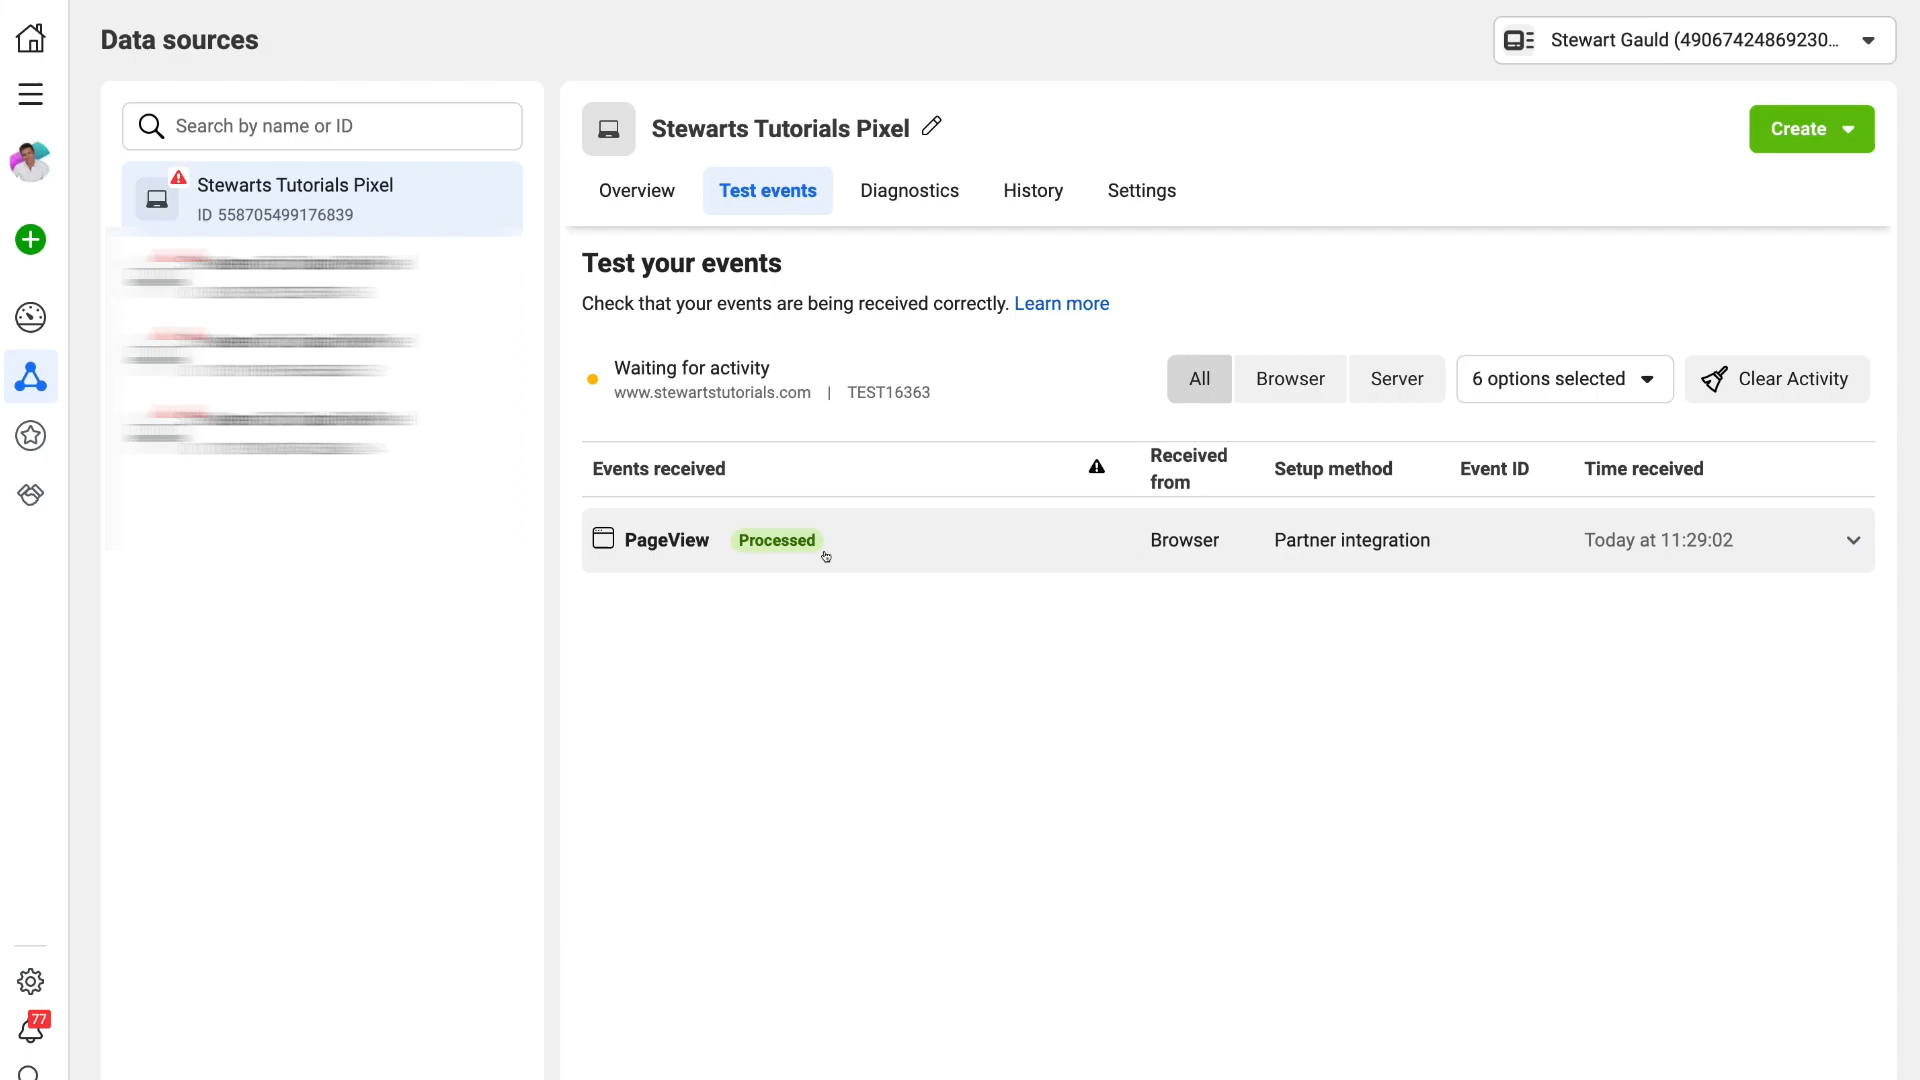 Data sources
Stewart Gauld (49067424869230...
Search by name or ID
Stewarts Tutorials Pixel
ID 558705499176839
Stewarts Tutorials Pixel
Create
Overview
Test events
Diagnostics
History
Settings
Test your events
Check that your events are being received correctly. Learn more
Waiting for activity
www.stewartstutorials.com | TEST16363
All
Browser
Server
6 options selected
Clear Activity
Events received
Received from
Setup method
Event ID
Time received
PageView
Processed
Browser
Partner integration
Today at 11:29:02
77